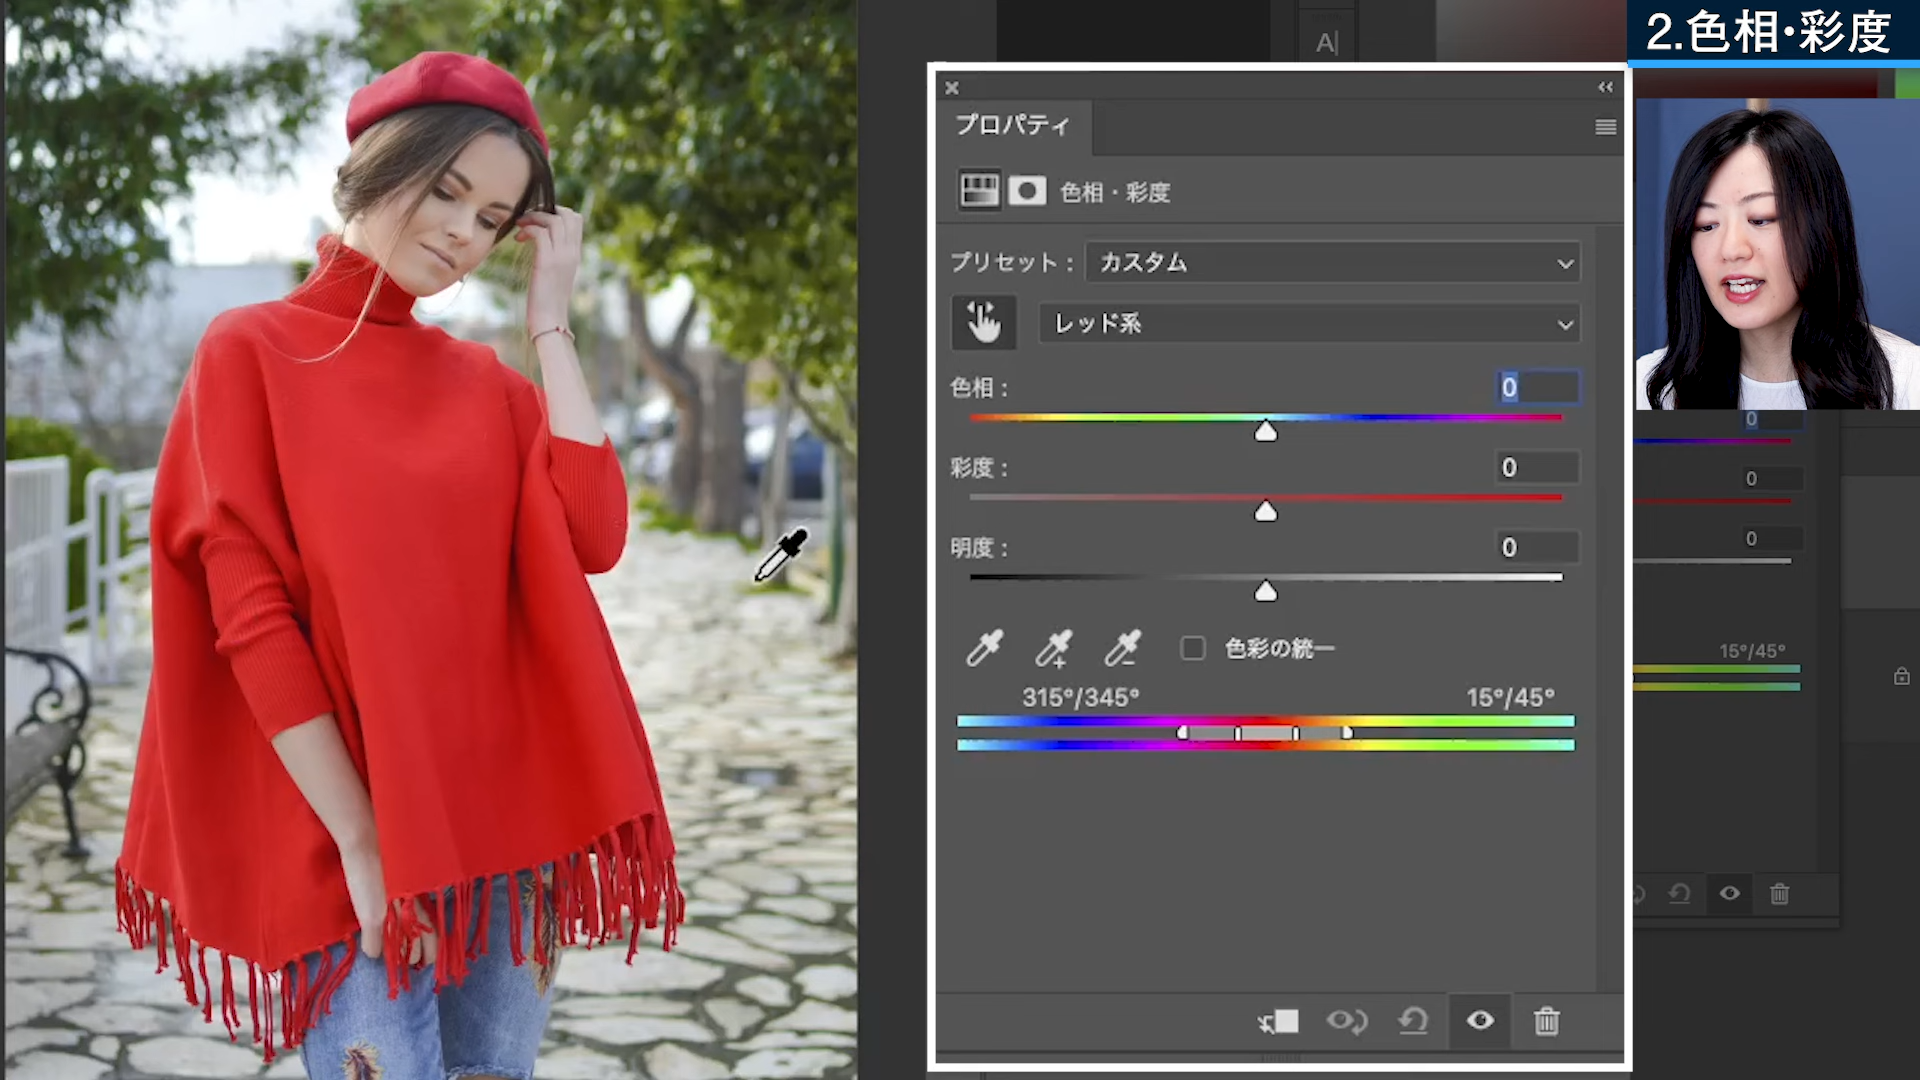 2.色相・彩度
A|
プロパティ
色相・彩度
プリセット： カスタム
レッド系
色相： 0
彩度： 0
明度： 0
色彩の統一
315°/345° 15°/45°
0
0
0
15°/45°